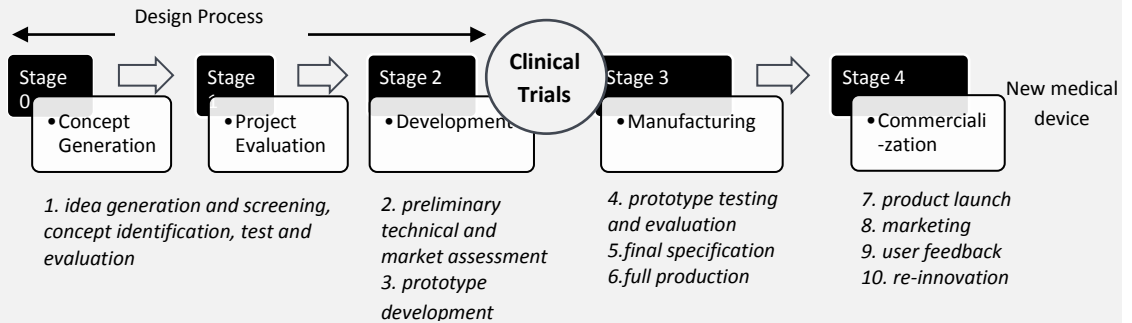 Design Process
Stage
0
• Concept
Generation
Stage
1
• Project
Evaluation
Stage 2
• Development
Clinical
Trials
Stage 3
• Manufacturing
Stage 4
• Commerciali
-zation
New medical
device
1. idea generation and screening,
concept identification, test and
evaluation
2. preliminary
technical and
market assessment
3. prototype
development
4. prototype testing
and evaluation
5.final specification
6.full production
7. product launch
8. marketing
9. user feedback
10. re-innovation